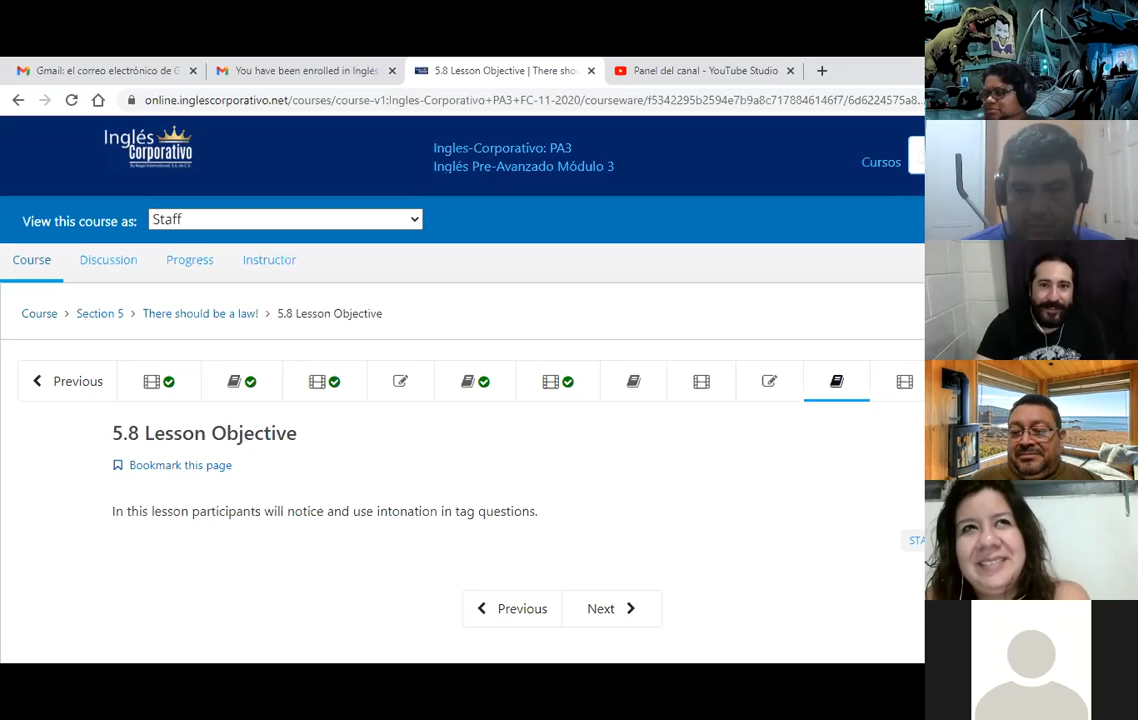 Gmail: el correo electrónico de G
You have been enrolled in Inglés
5.8 Lesson Objective | There shou
Panel del canal - YouTube Studio
online.inglescorporativo.net/courses/course-v1:Ingles-Corporativo+PA3+FC-11-2020/courseware/f5342295b2594e7b9a8c7178846146f7/6d6224575a8...
Inglés
Corporativo
Ingles-Corporativo: PA3
Inglés Pre-Avanzado Módulo 3
Cursos
View this course as:
Staff
Course
Discussion
Progress
Instructor
Course > Section 5 > There should be a law! > 5.8 Lesson Objective
Previous
5.8 Lesson Objective
Bookmark this page
In this lesson participants will notice and use intonation in tag questions.
STA
Previous
Next